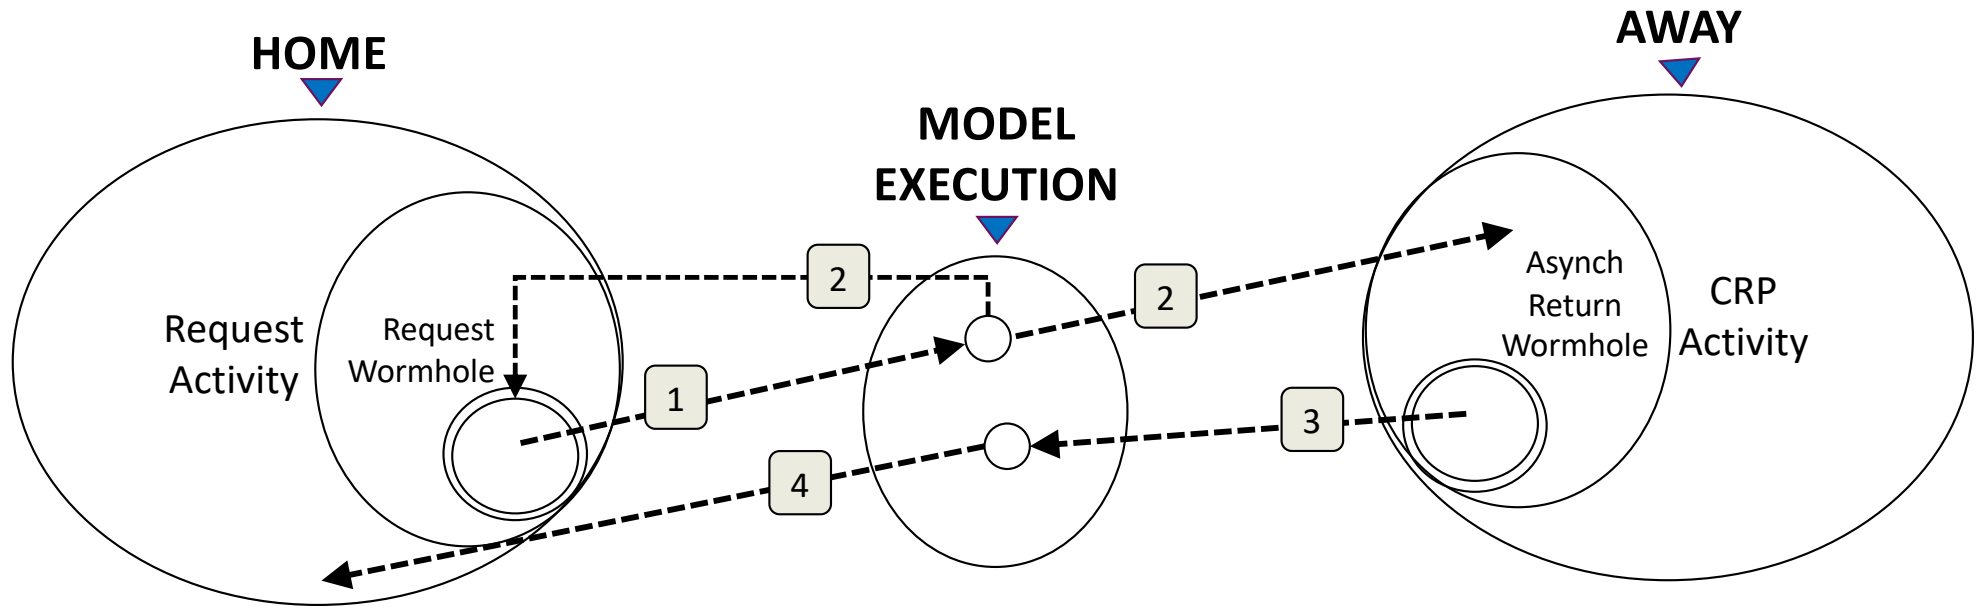 HOME
AWAY
MODEL
EXECUTION
Request
Activity
Request
Wormhole
2
1
4
2
3
Asynch
Return
Wormhole
CRP
Activity